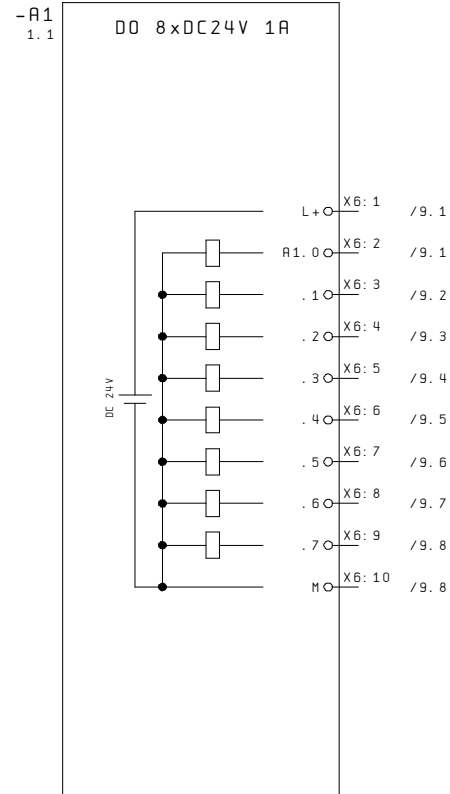 -A1
1.1
DO 8xDC24V 1A
L+ X6:1 /9.1
A1.0 X6:2 /9.1
.1 X6:3 /9.2
.2 X6:4 /9.3
.3 X6:5 /9.4
DC 24V
.4 X6:6 /9.5
.5 X6:7 /9.6
.6 X6:8 /9.7
.7 X6:9 /9.8
M X6:10 /9.8